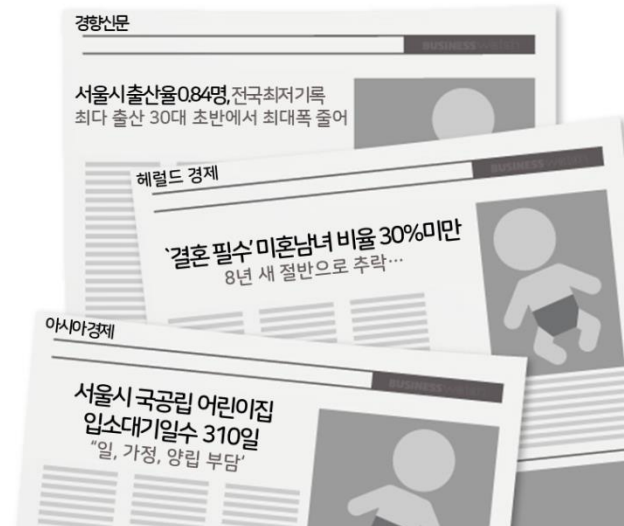 경향신문
BUSINESS
서울시 출산율 0.84명, 전국최저기록
최다 출산 30대 초반에서 최대폭 줄어
헤럴드 경제
BUSINESS
‘결혼 필수’ 미혼남녀 비율 30%미만
8년 새 절반으로 추락…
아시아경제
BUSINESS
서울시 국공립 어린이집
입소대기일수 310일
“일, 가정, 양립 부담’